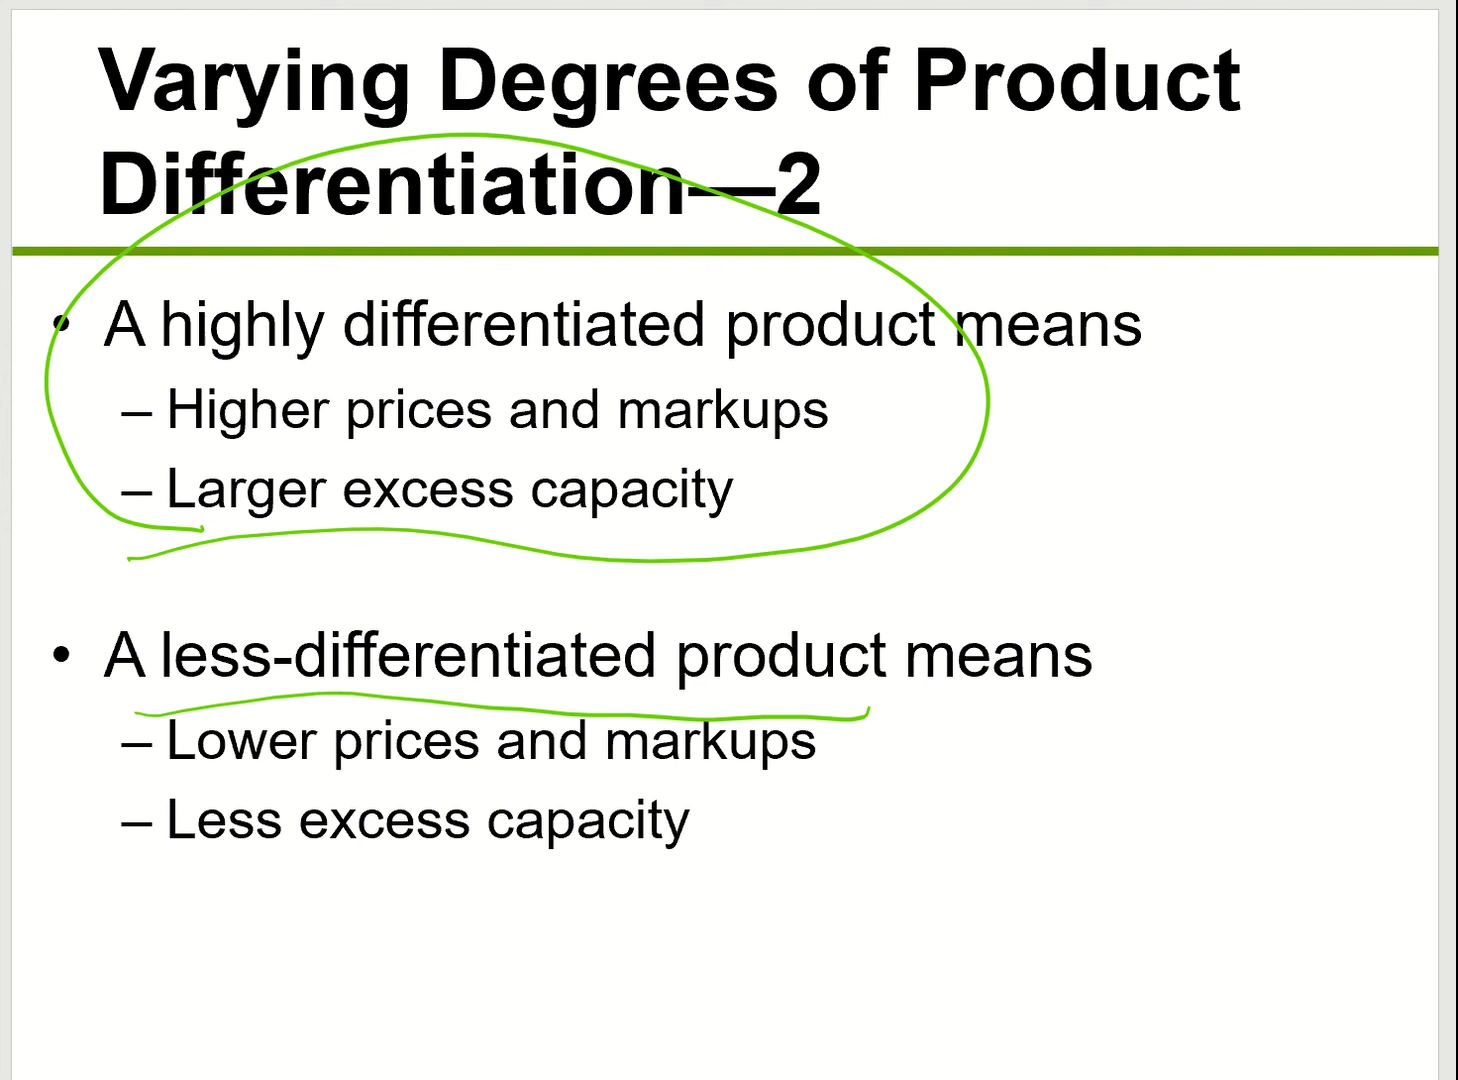 Varying Degrees of Product
Differentiation—2
• A highly differentiated product means
– Higher prices and markups
– Larger excess capacity
• A less-differentiated product means
– Lower prices and markups
– Less excess capacity